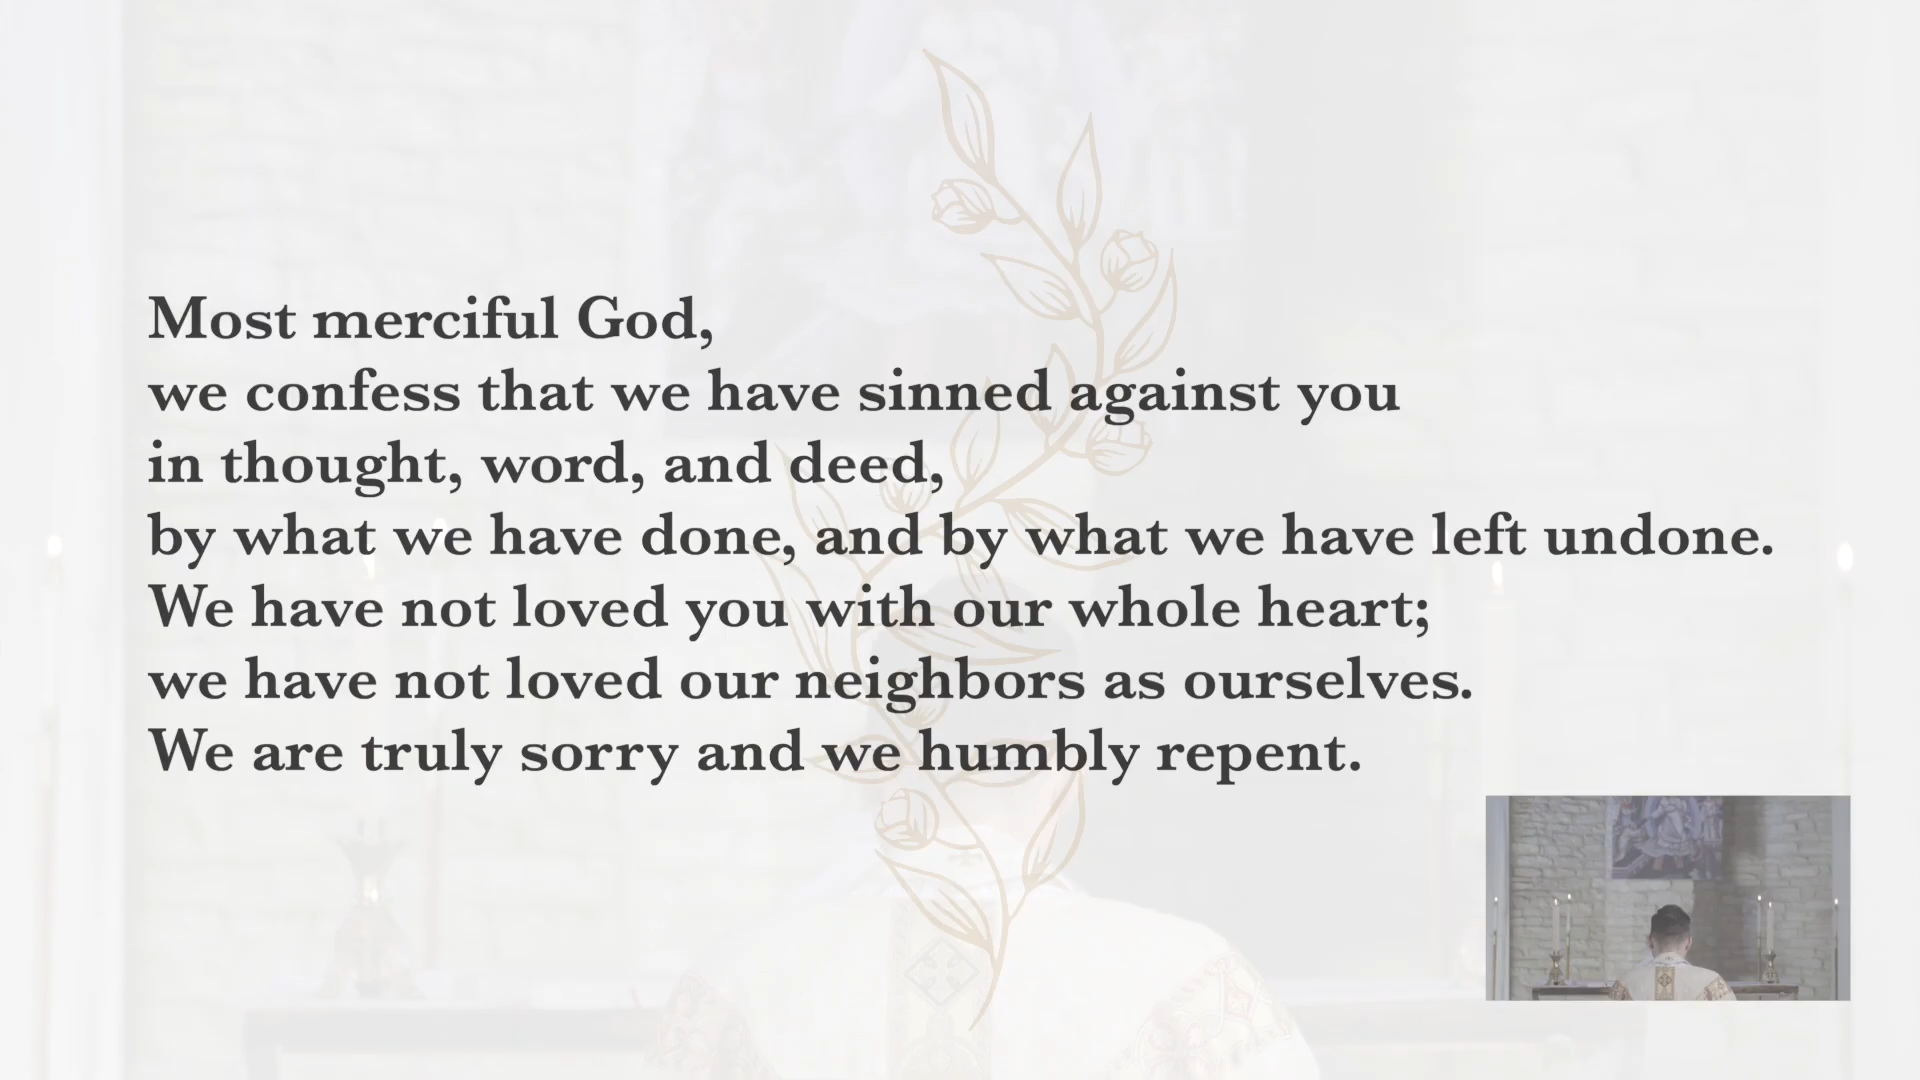 Most merciful God,
we confess that we have sinned against you
in thought, word, and deed,
by what we have done, and by what we have left undone.
We have not loved you with our whole heart;
we have not loved our neighbors as ourselves.
We are truly sorry and we humbly repent.